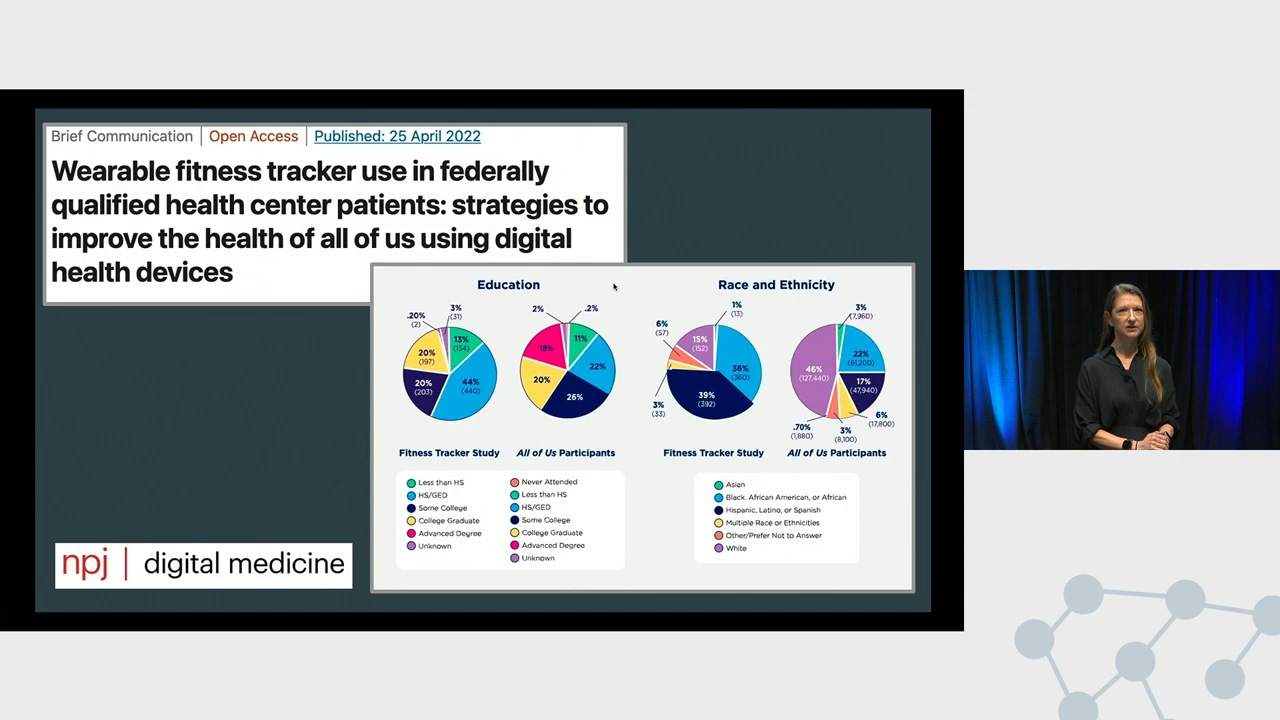 Brief Communication | Open Access | Published: 25 April 2022
Wearable fitness tracker use in federally
qualified health center patients: strategies to
improve the health of all of us using digital
health devices
Education
.20%
(2)
3%
(31)
13%
(134)
44%
(440)
20%
(203)
20%
(197)
2%
.2%
11%
22%
26%
20%
18%
Fitness Tracker Study
All of Us Participants
Less than HS
HS/GED
Some College
College Graduate
Advanced Degree
Unknown
Never Attended
Less than HS
HS/GED
Some College
College Graduate
Advanced Degree
Unknown
Race and Ethnicity
1%
(13)
6%
(57)
15%
(152)
36%
(360)
39%
(392)
3%
(33)
3%
(7,960)
46%
(127,440)
22%
(61,200)
17%
(47,940)
6%
(17,800)
3%
(8,100)
.70%
(1,880)
Fitness Tracker Study
All of Us Participants
Asian
Black, African American, or African
Hispanic, Latino, or Spanish
Multiple Race or Ethnicities
Other/Prefer Not to Answer
White
npj | digital medicine